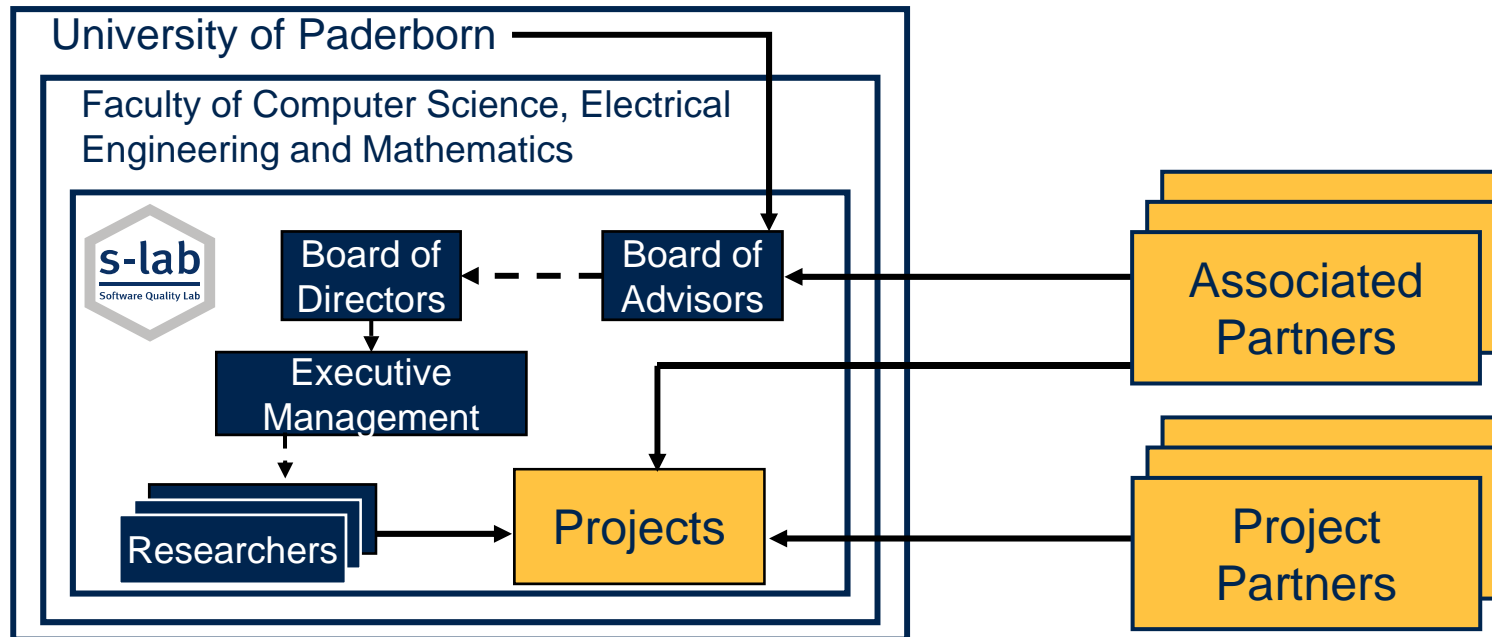 University of Paderborn
Faculty of Computer Science, Electrical
Engineering and Mathematics
s-lab
Software Quality Lab
Board of
Directors
Board of
Advisors
Associated
Partners
Executive
Management
Researchers
Projects
Project
Partners